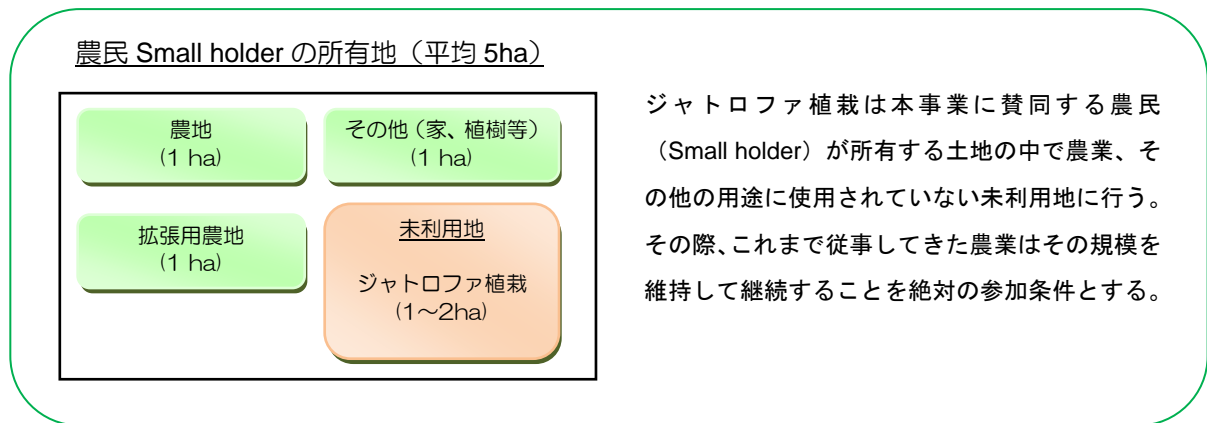 農民 Small holder の所有地（平均 5ha）
農地
(1 ha)
その他（家、植樹等）
(1 ha)
拡張用農地
(1 ha)
未利用地
ジャトロファ植栽
(1～2ha)
ジャトロファ植栽は本事業に賛同する農民
（Small holder）が所有する土地の中で農業、そ
の他の用途に使用されていない未利用地に行う。
その際、これまで従事してきた農業はその規模を
維持して継続することを絶対の参加条件とする。